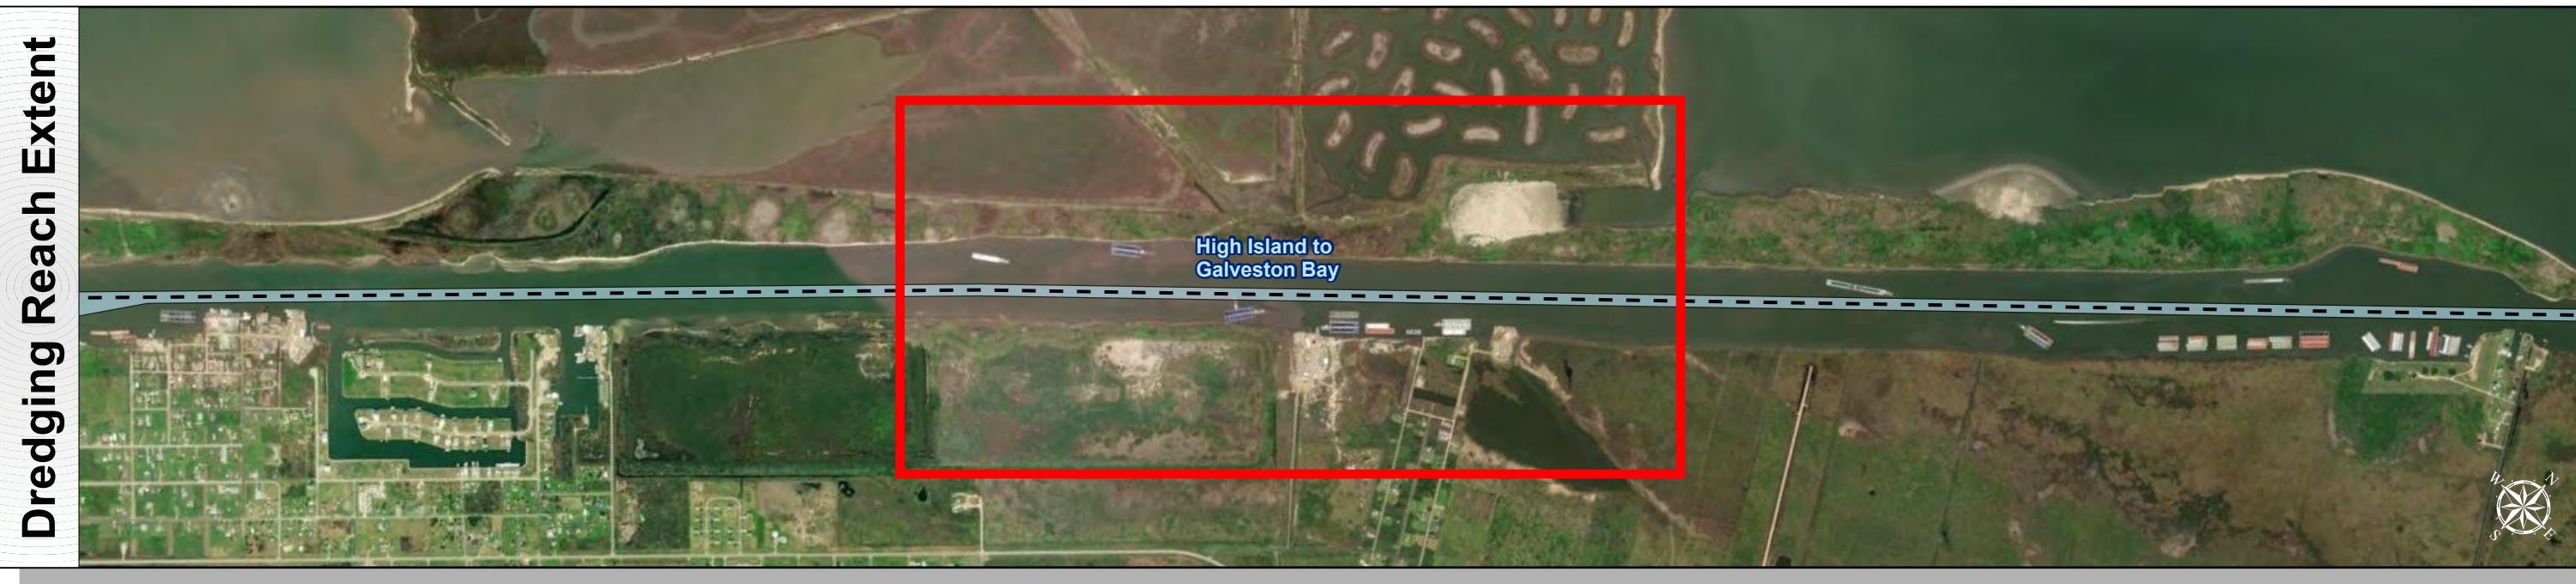 Dredging Reach Extent
High Island to
Galveston Bay
W
N
S
E